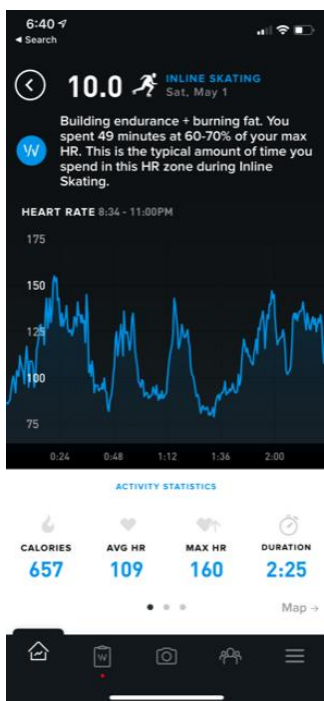 6:40
◀ Search
10.0
INLINE SKATING
Sat, May 1
Building endurance + burning fat. You
spent 49 minutes at 60-70% of your max
HR. This is the typical amount of time you
spend in this HR zone during Inline
Skating.
W
HEART RATE 8:34 - 11:00PM
175
150
125
100
75
0:24 0:48 1:12 1:36 2:00
ACTIVITY STATISTICS
CALORIES AVG HR MAX HR DURATION
657 109 160 2:25
Map →
W